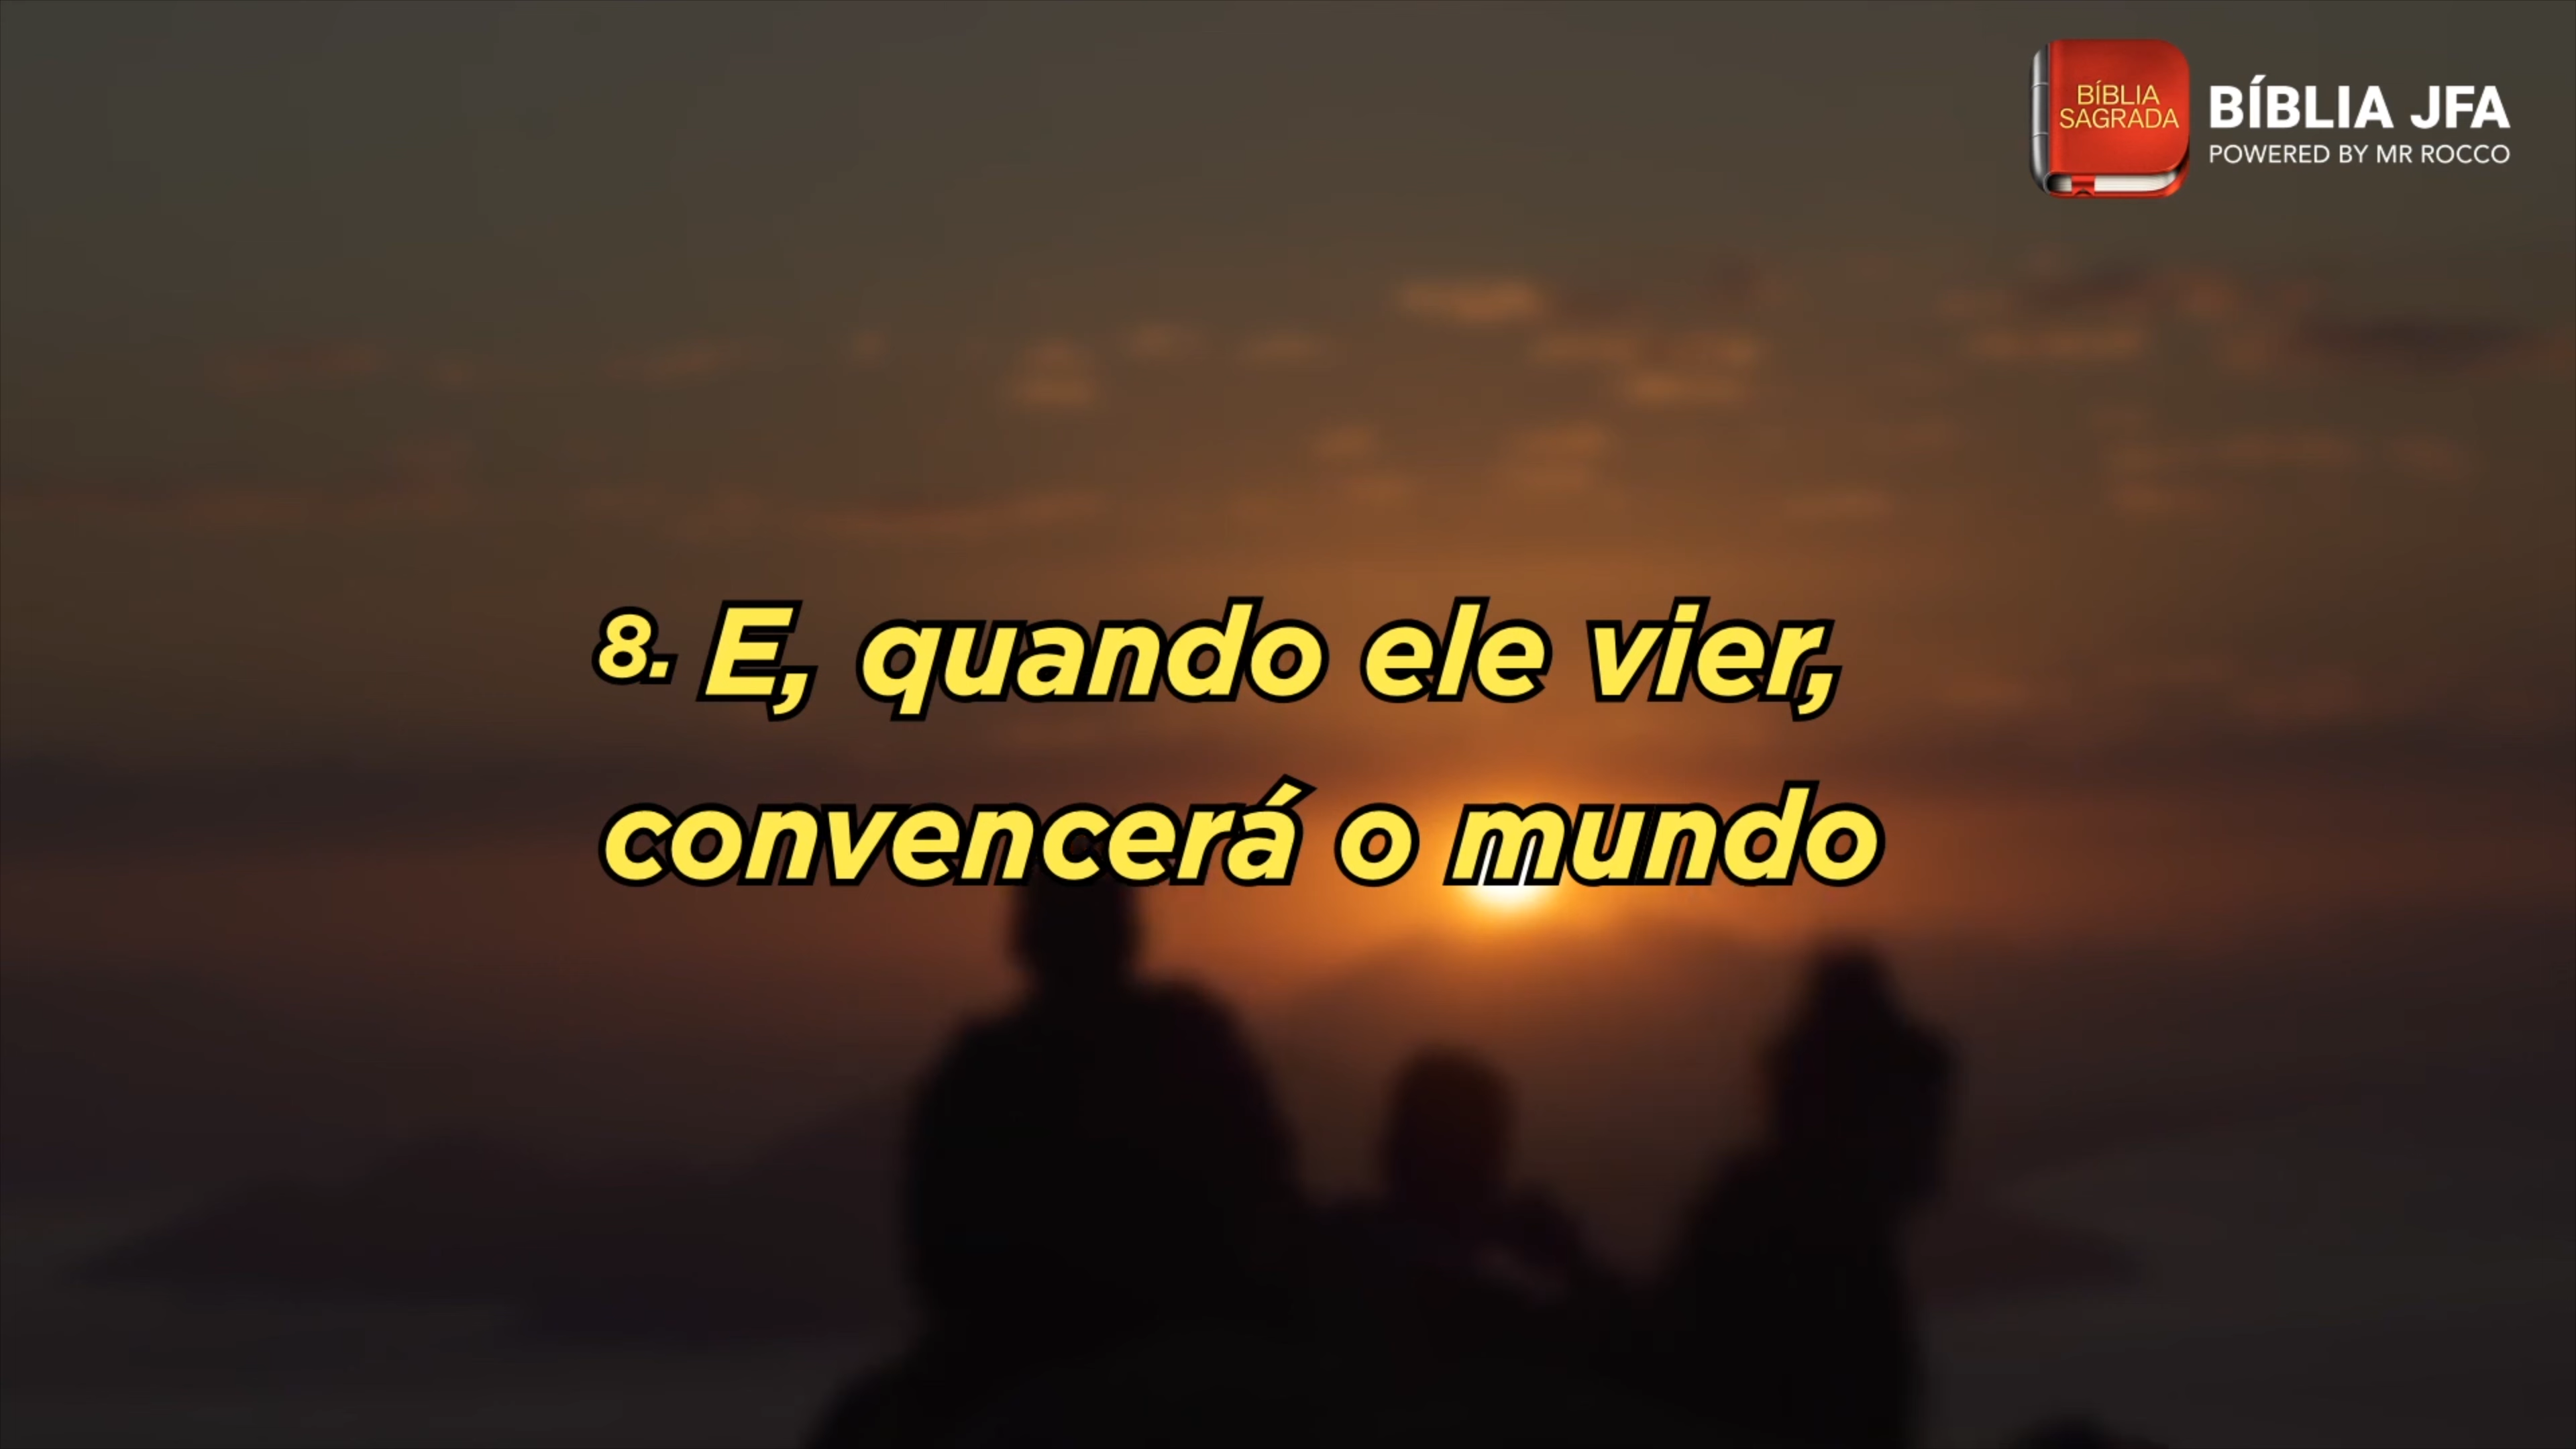 BÍBLIA
SAGRADA
BÍBLIA JFA
POWERED BY MR ROCCO
8. E, quando ele vier,
convencerá o mundo